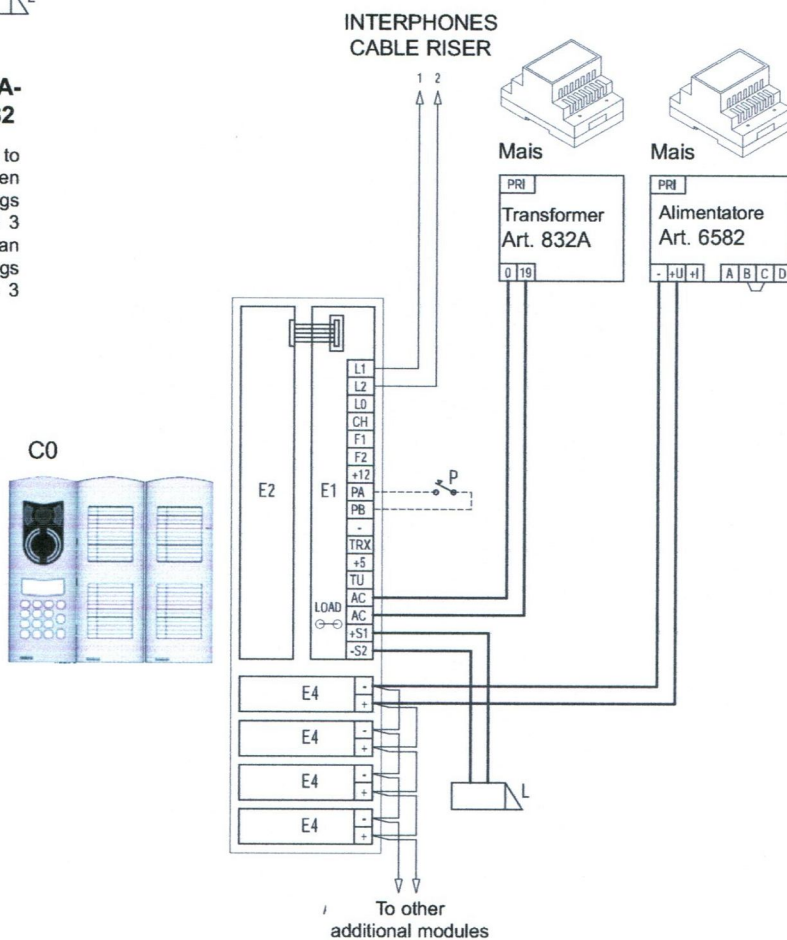 INTERPHONES
CABLE RISER
1 2
A-
32
to
en
gs
3
an
gs
3
Mais
PRI
Transformer
Art. 832A
0 19
Mais
PRI
Alimentatore
Art. 6582
- +U +I A B C D
C0
E2
E1
L1
L2
L0
CH
F1
F2
+12
PA
PB
-
TRX
+5
TU
AC
AC
+S1
-S2
P
LOAD
E4 -
+
E4 -
+
E4 -
+
E4 -
+
L
To other
additional modules